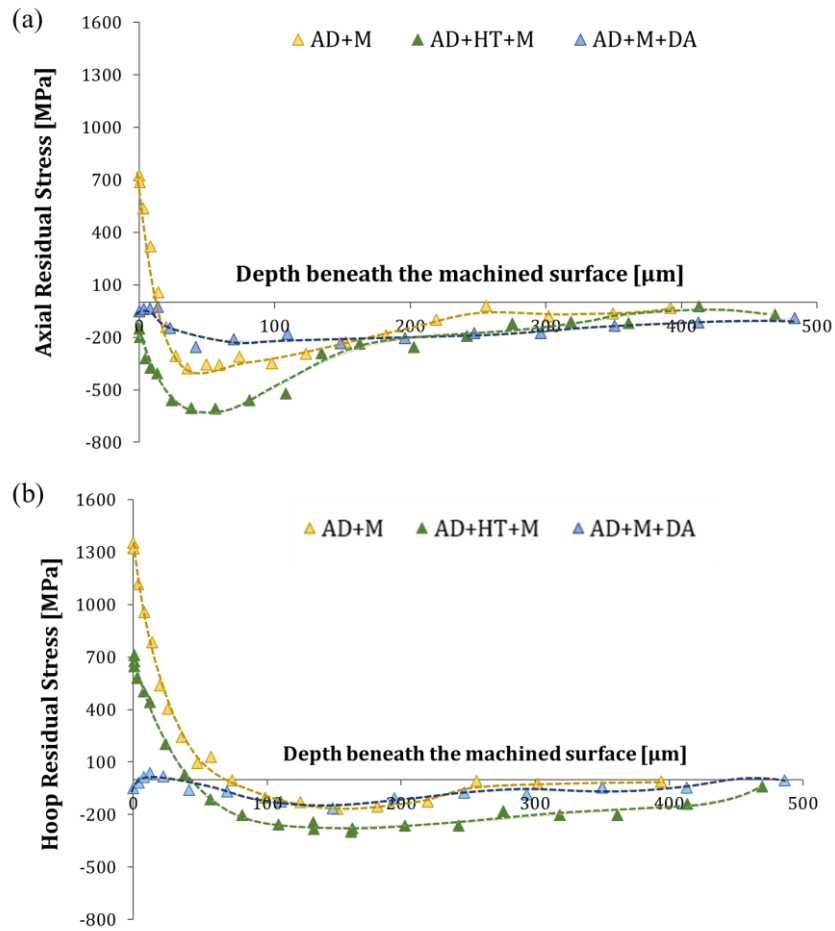 (a)
1600
AD+M AD+HT+M AD+M+DA
1300
1000
700
400
Depth beneath the machined surface [µm]
100
0 100 200 300 400 500
-200
-500
-800
Axial Residual Stress [MPa]
(b)
1600
AD+M AD+HT+M AD+M+DA
1300
1000
700
400
Depth beneath the machined surface [µm]
100
0 100 200 300 400 500
-200
-500
-800
Hoop Residual Stress [MPa]